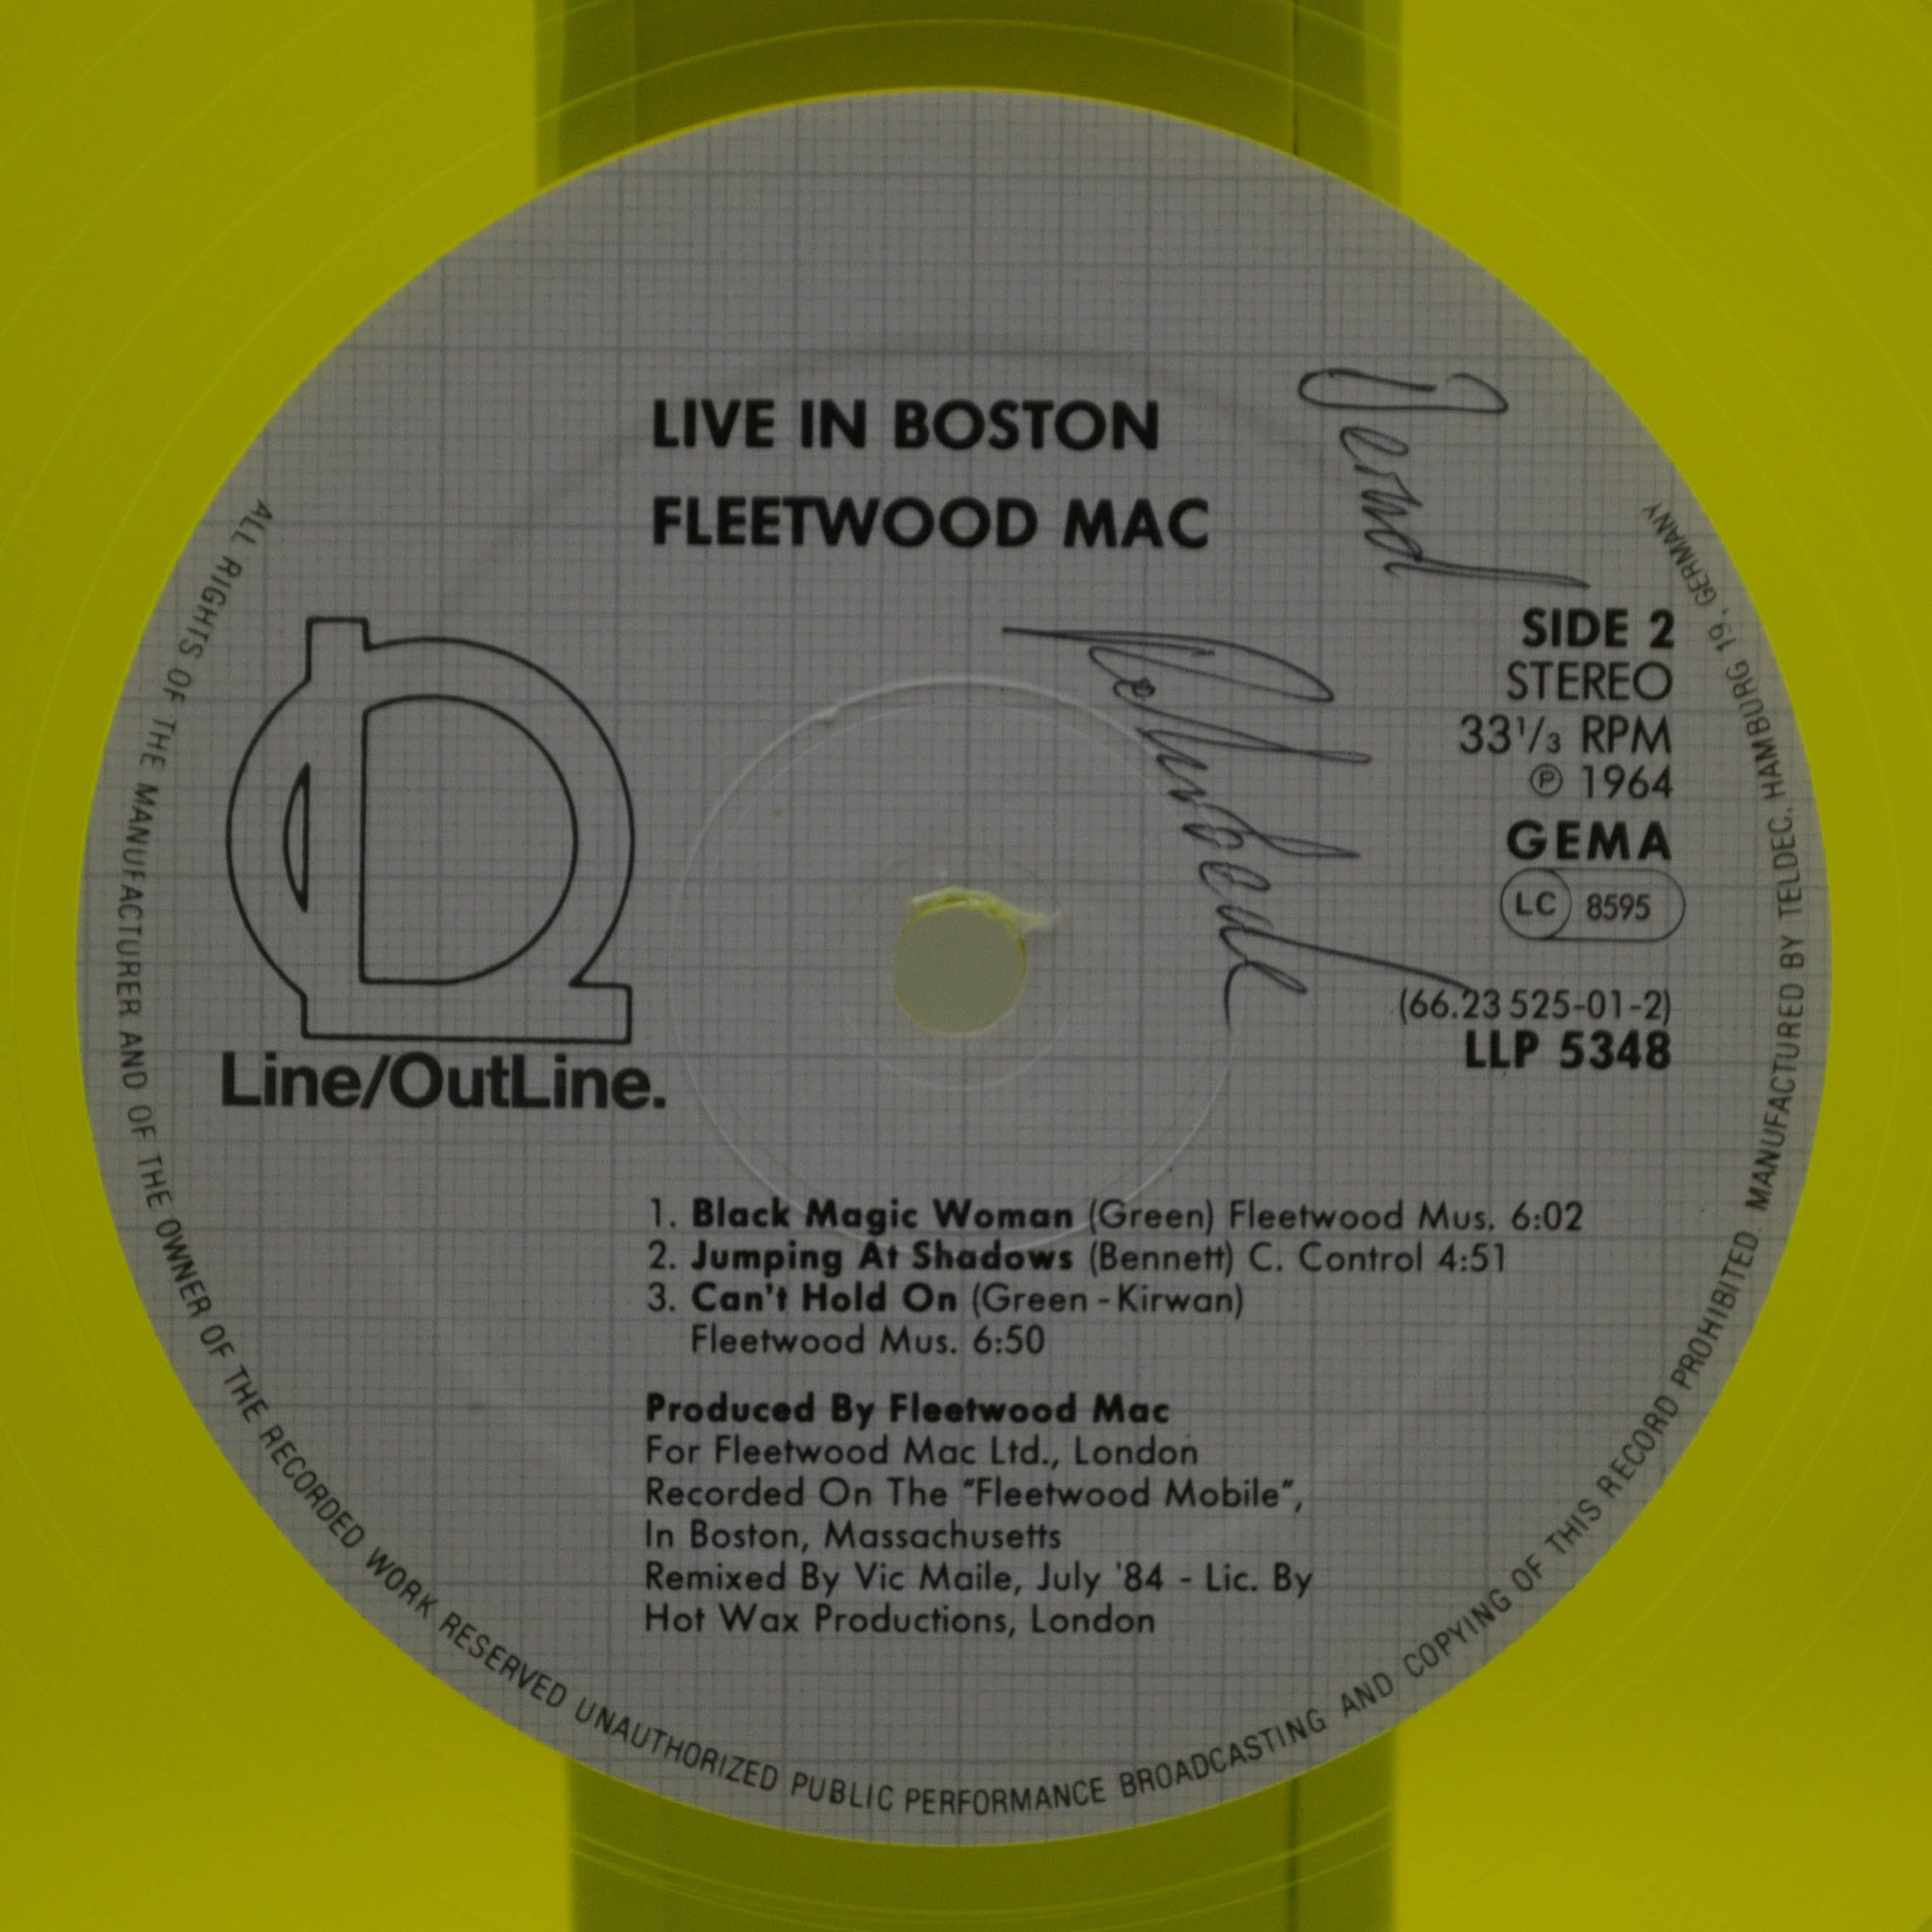 LIVE IN BOSTON
FLEETWOOD MAC
SIDE 2
STEREO
33 1/3 RPM
℗ 1964
GEMA
LC 8595
(66.23 525-01-2)
LLP 5348
Line/OutLine.
1. Black Magic Woman (Green) Fleetwood Mus. 6:02
2. Jumping At Shadows (Bennett) C. Control 4:51
3. Can't Hold On (Green - Kirwan)
Fleetwood Mus. 6:50
Produced By Fleetwood Mac
For Fleetwood Mac Ltd., London
Recorded On The "Fleetwood Mobile",
In Boston, Massachusetts
Remixed By Vic Maile, July '84 - Lic. By
Hot Wax Productions, London
ALL RIGHTS OF THE MANUFACTURER AND OF THE OWNER OF THE RECORDED WORK RESERVED UNAUTHORIZED PUBLIC PERFORMANCE BROADCASTING AND COPYING OF THIS RECORD PROHIBITED. MANUFACTURED BY TELDEC. HAMBURG 19, GERMANY